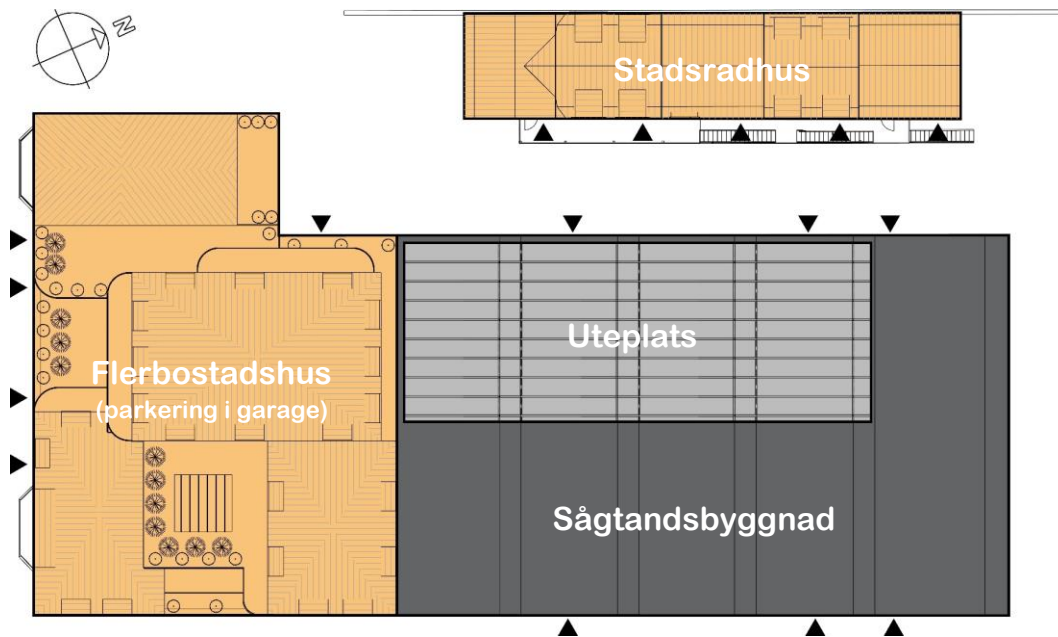 N
Stadsradhus
Uteplats
Flerbostadshus
(parkering i garage)
Sågtandsbyggnad